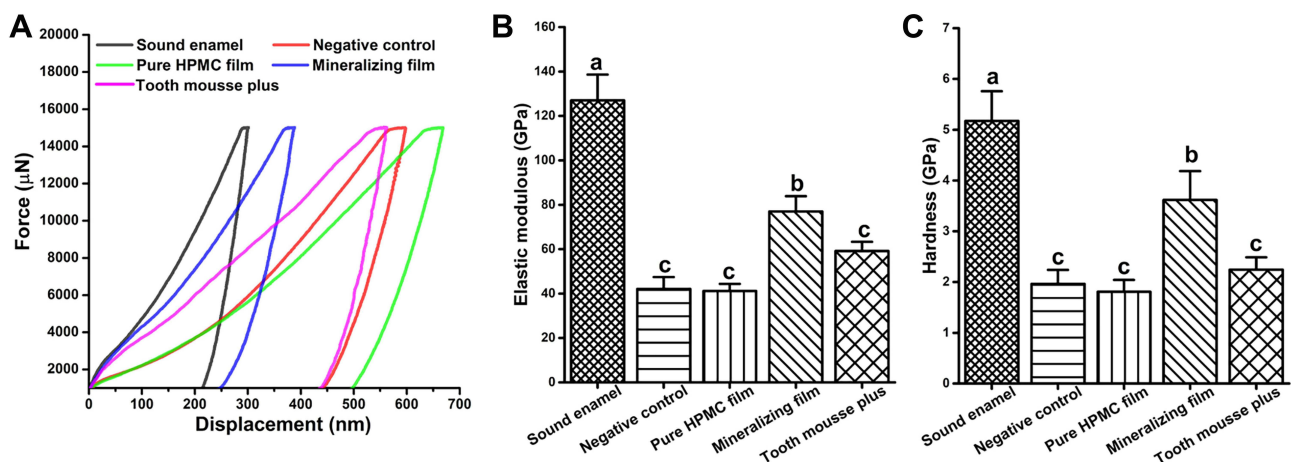 A
20000
18000
16000
14000
12000
10000
8000
6000
4000
2000
Force (μN)
Sound enamel
Negative control
Pure HPMC film
Mineralizing film
Tooth mousse plus
0
100
200
300
400
500
600
700
Displacement (nm)
B
160
140
120
100
80
60
40
20
0
Elastic modulous (GPa)
a
c
c
b
c
Sound enamel
Negative control
Pure HPMC film
Mineralizing film
Tooth mousse plus
C
7
6
5
4
3
2
1
0
Hardness (GPa)
a
c
c
b
c
Sound enamel
Negative control
Pure HPMC film
Mineralizing film
Tooth mousse plus